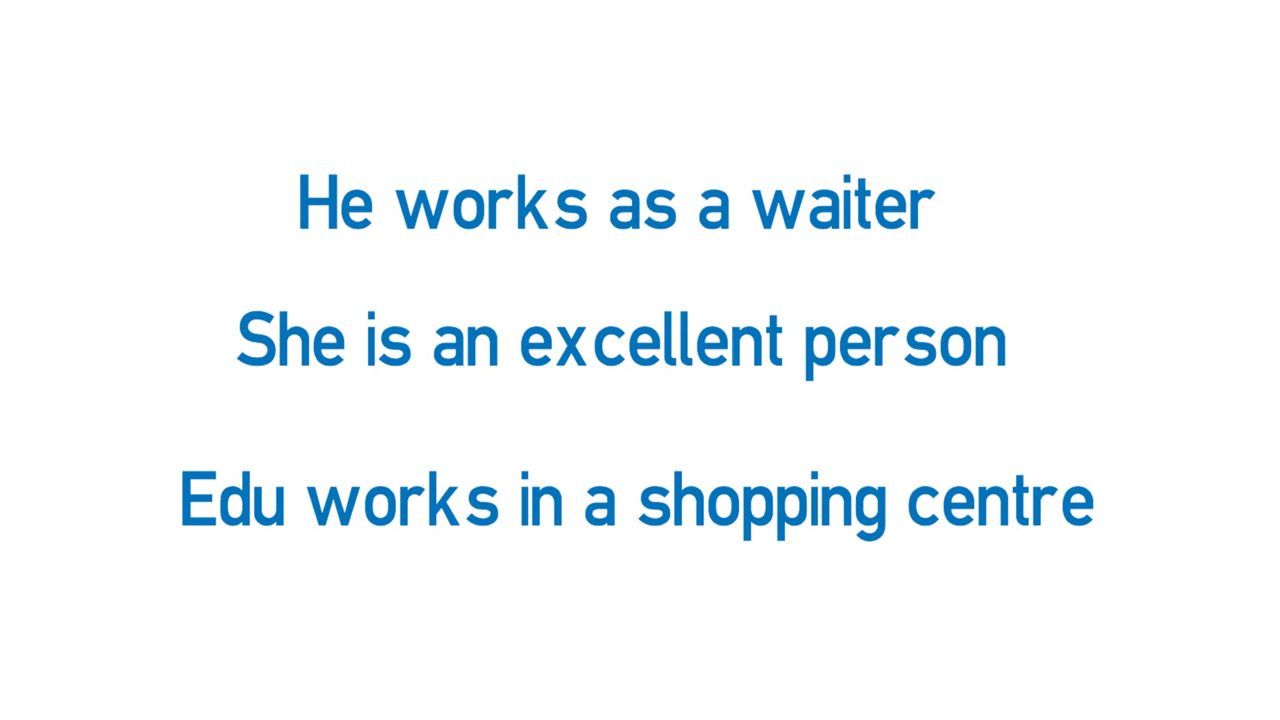 He works as a waiter
She is an excellent person
Edu works in a shopping centre